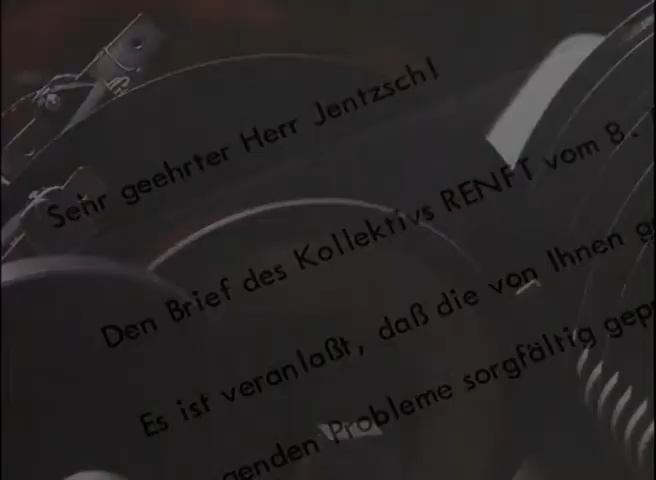 Sehr geehrter Herr Jentzsch!
Den Brief des Kollektivs RENFT vom 8.
Es ist veranlaßt, daß die von Ihnen
genden Probleme sorgfältig